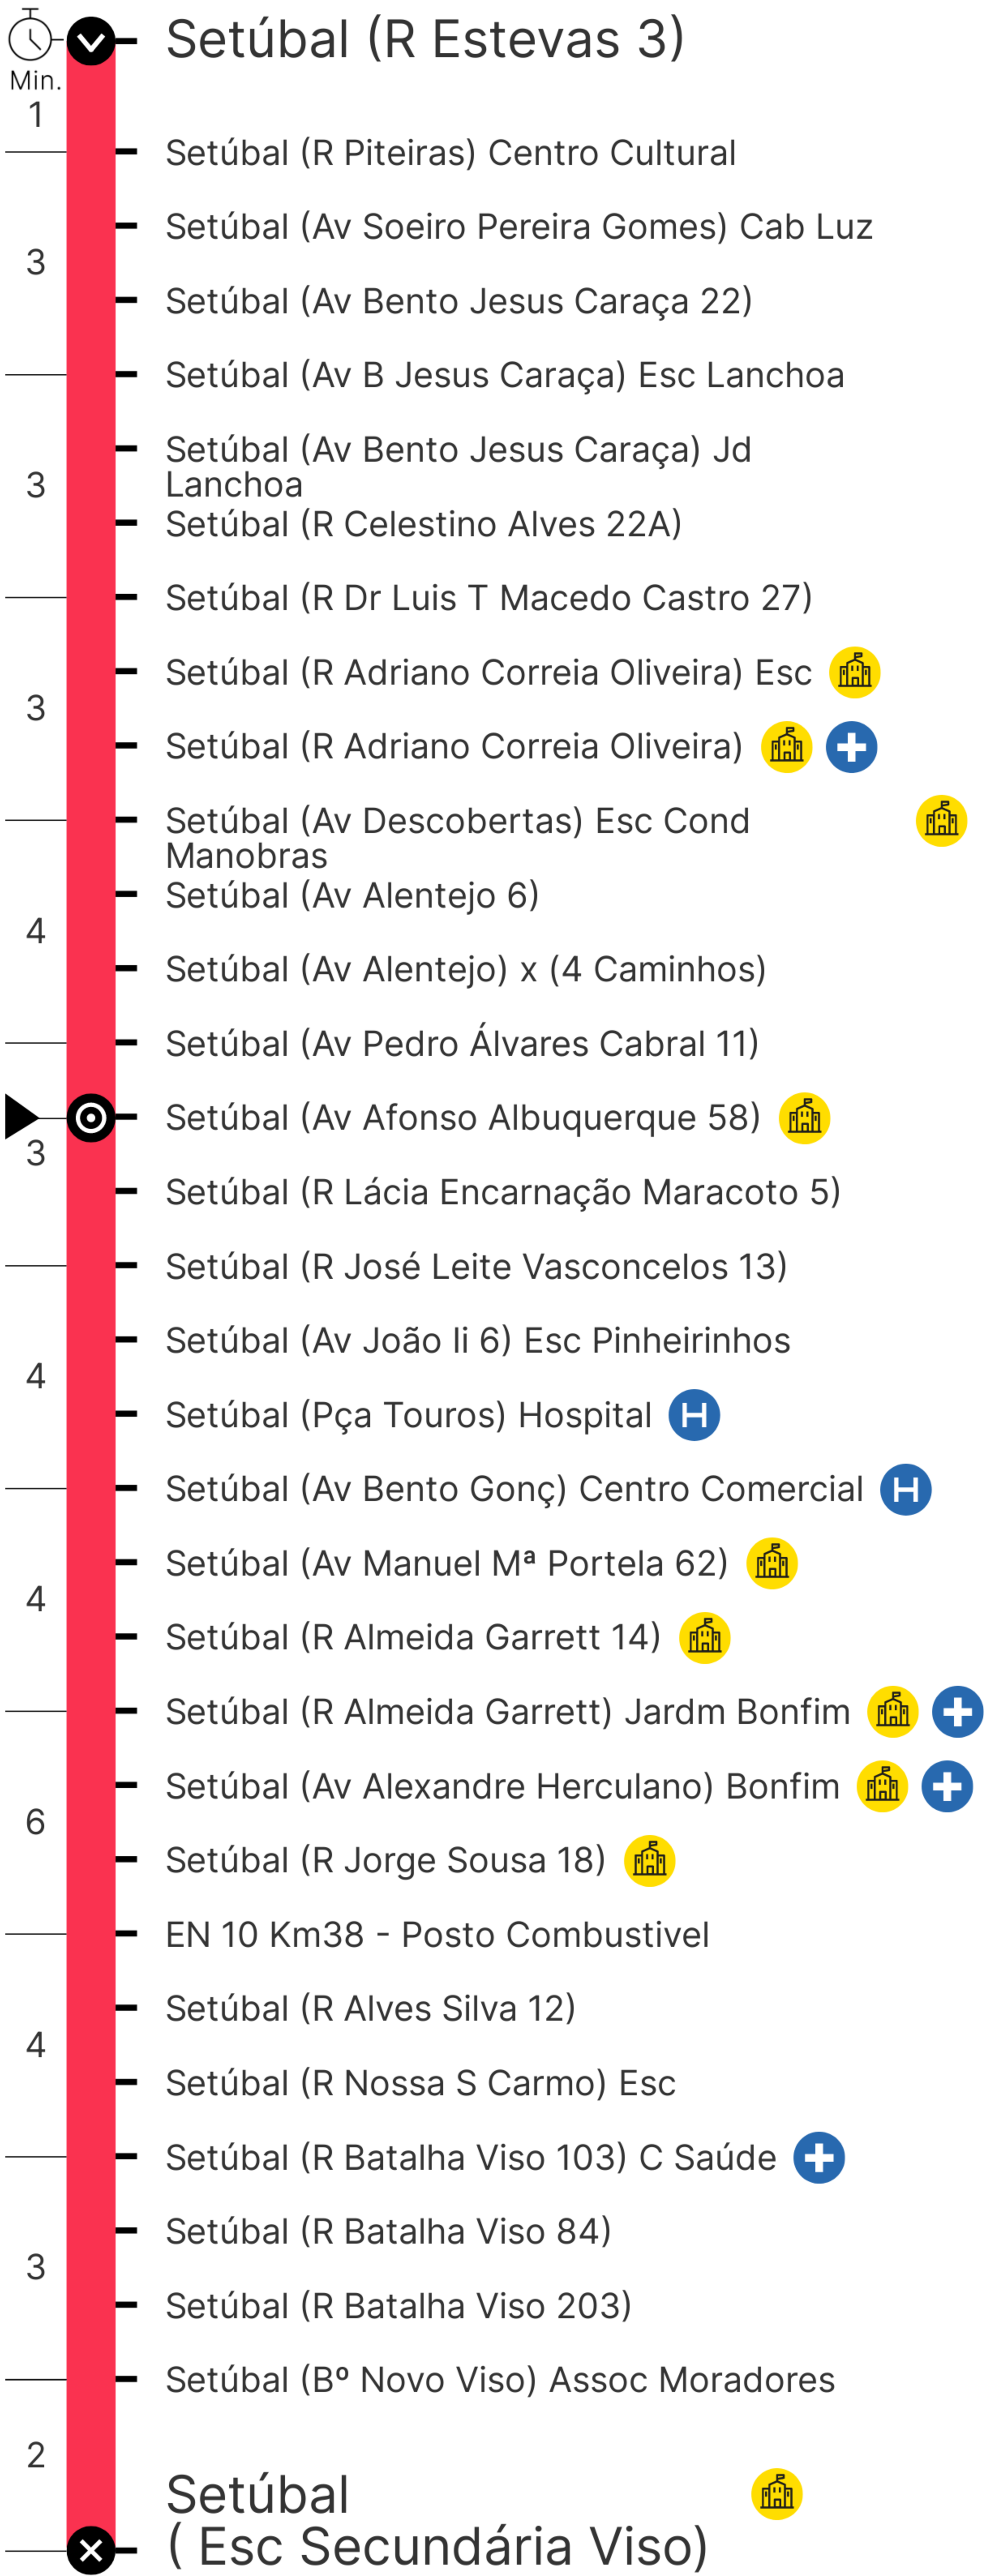 Setúbal (R Estevas 3)
Min.
1
Setúbal (R Piteiras) Centro Cultural
Setúbal (Av Soeiro Pereira Gomes) Cab Luz
3
Setúbal (Av Bento Jesus Caraça 22)
Setúbal (Av B Jesus Caraça) Esc Lanchoa
Setúbal (Av Bento Jesus Caraça) Jd
Lanchoa
3
Setúbal (R Celestino Alves 22A)
Setúbal (R Dr Luis T Macedo Castro 27)
Setúbal (R Adriano Correia Oliveira) Esc
3
Setúbal (R Adriano Correia Oliveira)
Setúbal (Av Descobertas) Esc Cond
Manobras
Setúbal (Av Alentejo 6)
4
Setúbal (Av Alentejo) x (4 Caminhos)
Setúbal (Av Pedro Álvares Cabral 11)
Setúbal (Av Afonso Albuquerque 58)
3
Setúbal (R Lácia Encarnação Maracoto 5)
Setúbal (R José Leite Vasconcelos 13)
Setúbal (Av João Ii 6) Esc Pinheirinhos
4
Setúbal (Pça Touros) Hospital H
Setúbal (Av Bento Gonç) Centro Comercial H
Setúbal (Av Manuel Mª Portela 62)
4
Setúbal (R Almeida Garrett 14)
Setúbal (R Almeida Garrett) Jardm Bonfim
Setúbal (Av Alexandre Herculano) Bonfim
6
Setúbal (R Jorge Sousa 18)
EN 10 Km38 - Posto Combustivel
Setúbal (R Alves Silva 12)
4
Setúbal (R Nossa S Carmo) Esc
Setúbal (R Batalha Viso 103) C Saúde
Setúbal (R Batalha Viso 84)
3
Setúbal (R Batalha Viso 203)
Setúbal (Bº Novo Viso) Assoc Moradores
2
Setúbal
( Esc Secundária Viso)